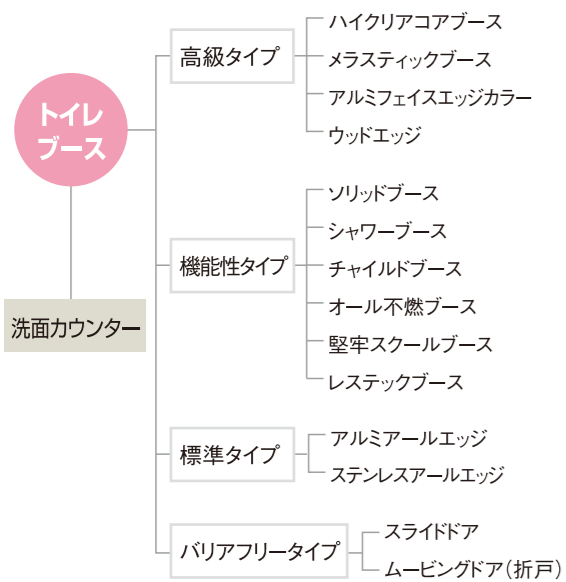 トイレ
ブース
洗面カウンター
高級タイプ
ハイクリアコアブース
メラスティックブース
アルミフェイスエッジカラー
ウッドエッジ
機能性タイプ
ソリッドブース
シャワーブース
チャイルドブース
オール不燃ブース
堅牢スクールブース
レステックブース
標準タイプ
アルミアールエッジ
ステンレスアールエッジ
バリアフリータイプ
スライドドア
ムービングドア(折戸)